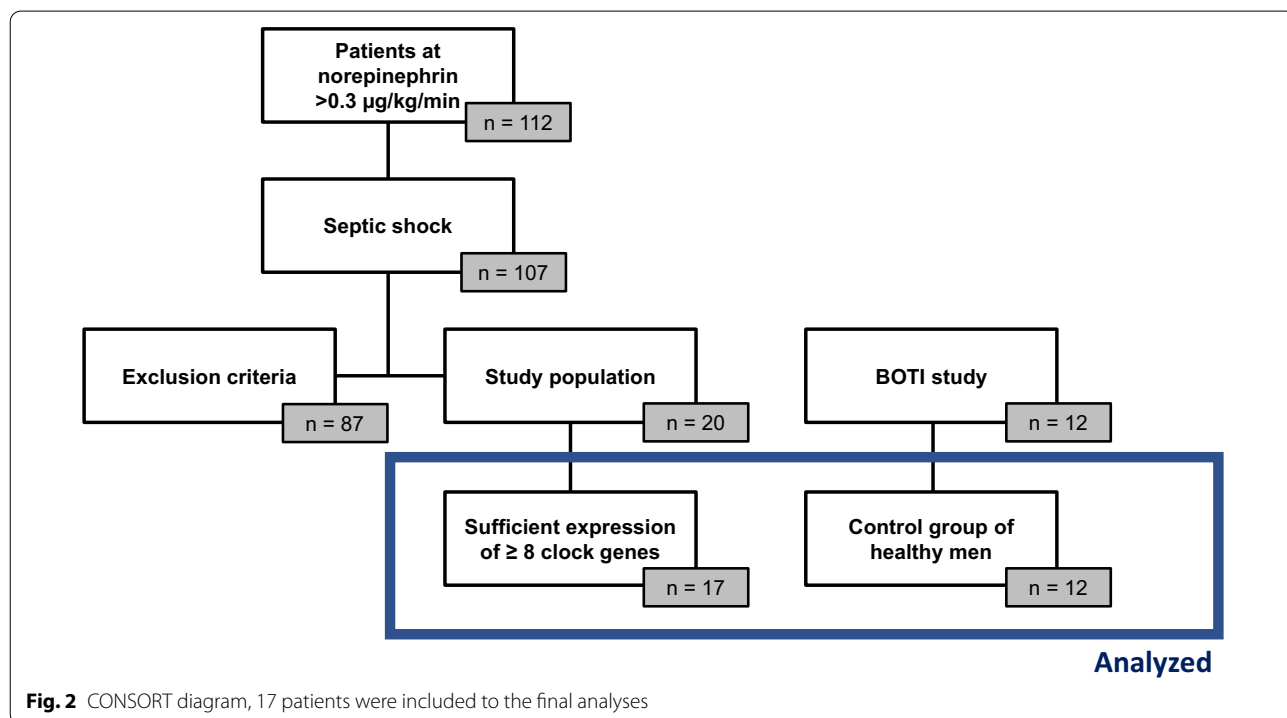 Patients at
norepinephrin
>0.3 µg/kg/min
n = 112
Septic shock
n = 107
Exclusion criteria
n = 87
Study population
n = 20
BOTI study
n = 12
Sufficient expression
of ≥ 8 clock genes
n = 17
Control group of
healthy men
n = 12
Analyzed
Fig. 2 CONSORT diagram, 17 patients were included to the final analyses